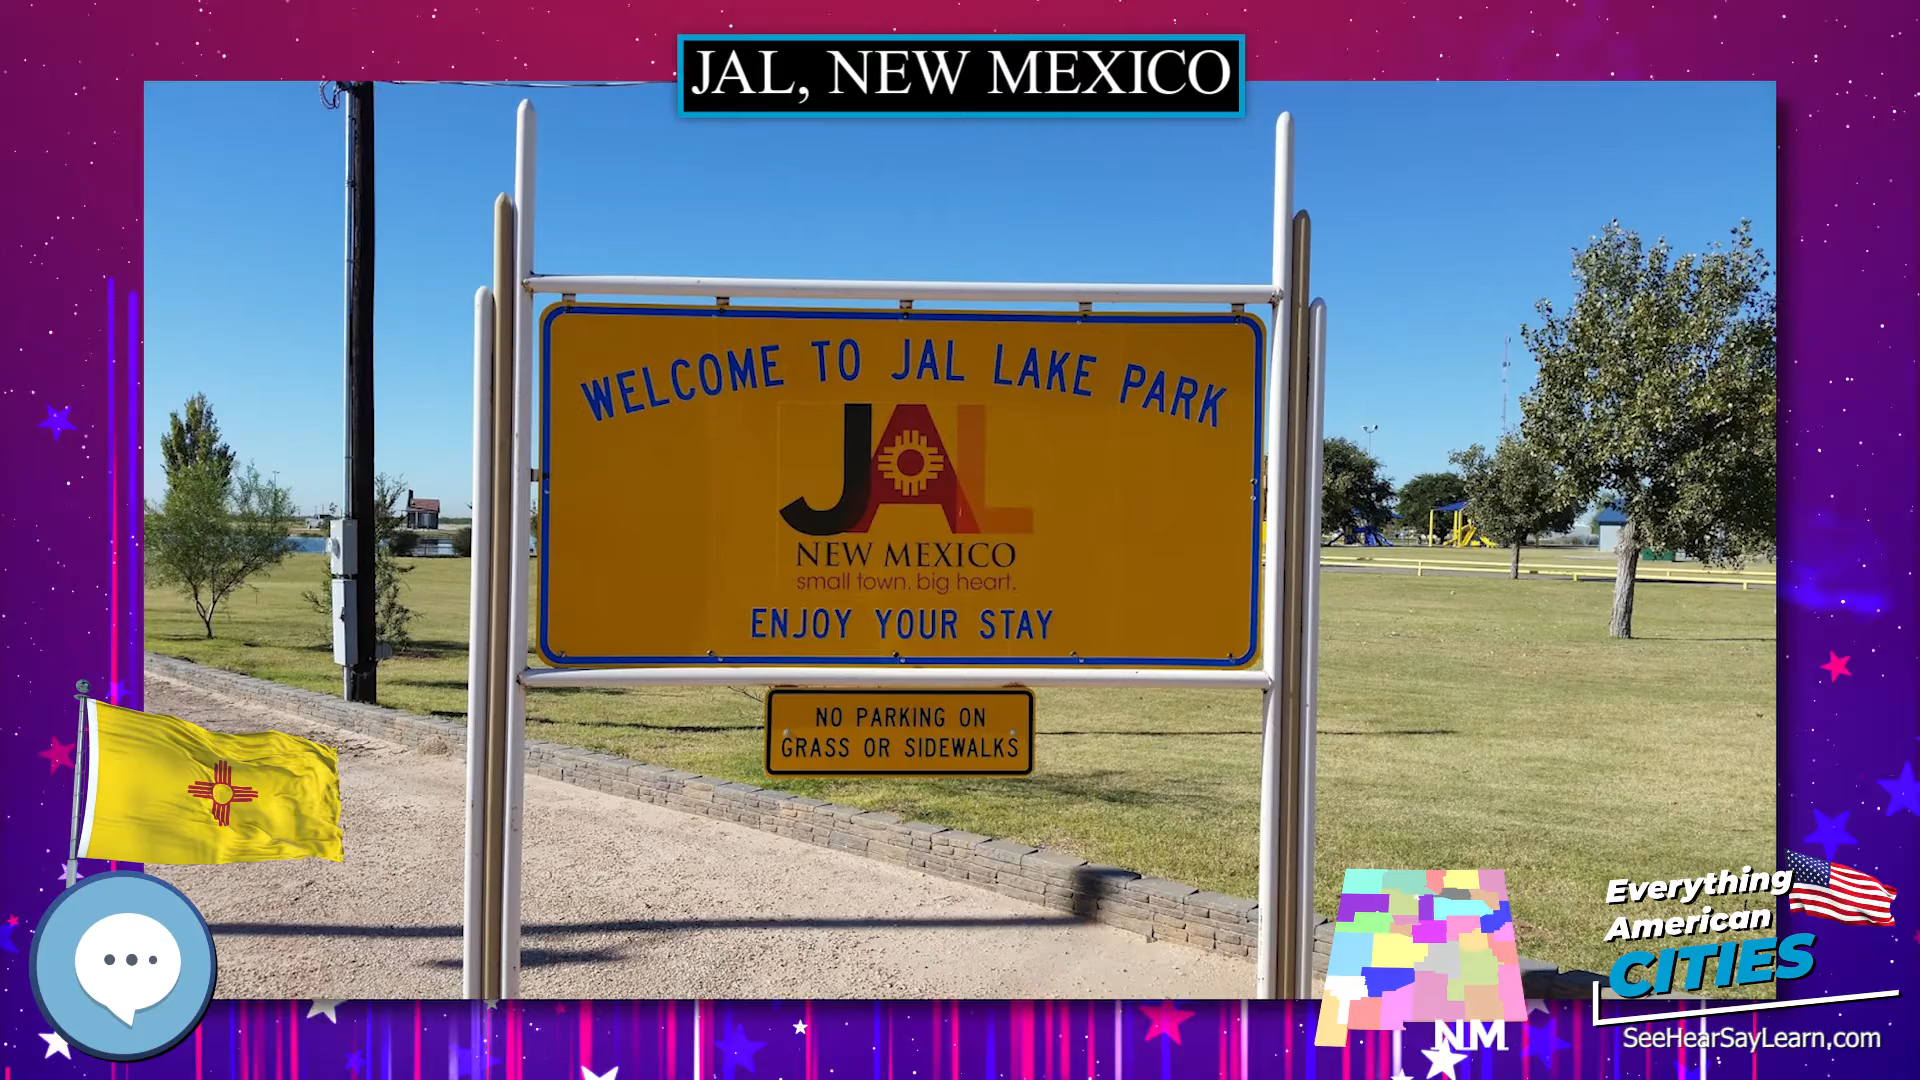 JAL, NEW MEXICO
WELCOME TO JAL LAKE PARK
JAL
NEW MEXICO
small town. big heart.
ENJOY YOUR STAY
NO PARKING ON
GRASS OR SIDEWALKS
Everything
American
CITIES
NM
SeeHearSayLearn.com